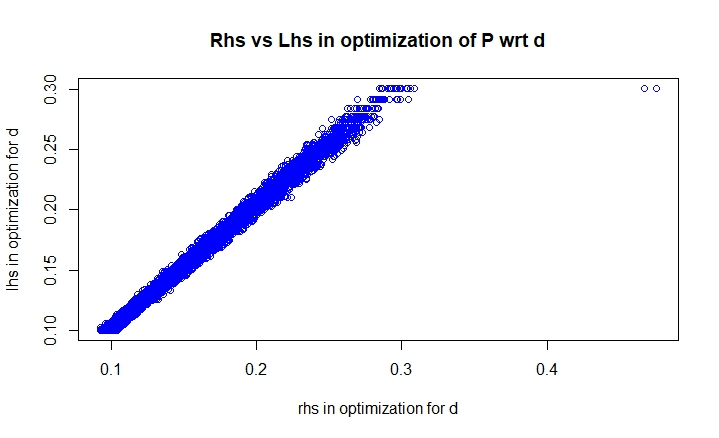 Rhs vs Lhs in optimization of P wrt d
lhs in optimization for d
0.30
0.25
0.20
0.15
0.10
0.1 0.2 0.3 0.4
rhs in optimization for d